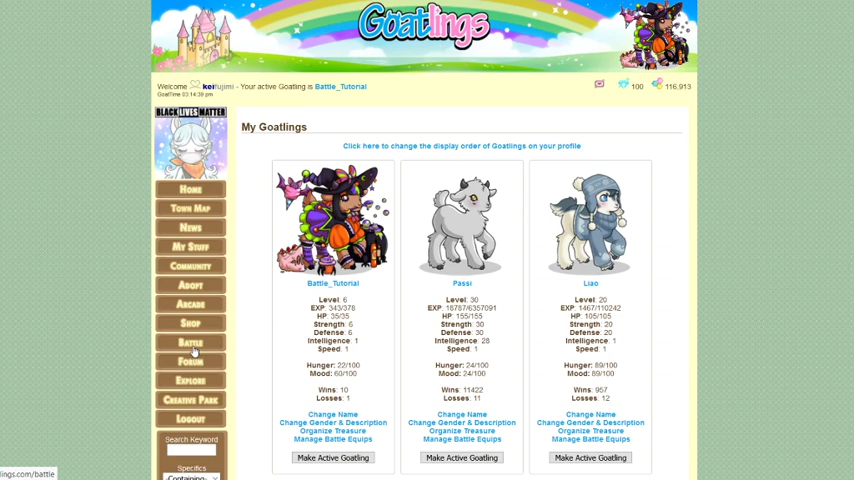 Goatlings
Welcome keifujimi - Your active Goatling is Battle_Tutorial
GoatTime 03:14:39 pm
100 116,913
BLACK LIVES MATTER
HOME
TOWN MAP
NEWS
MY STUFF
COMMUNITY
ADOPT
ARCADE
SHOP
BATTLE
FORUM
EXPLORE
CREATIVE PARK
LOGOUT
Search Keyword
Specifics
-Containing-
My Goatlings
Click here to change the display order of Goatlings on your profile
Battle_Tutorial
Level: 6
EXP: 343/378
HP: 35/35
Strength: 6
Defense: 6
Intelligence: 1
Speed: 1
Hunger: 22/100
Mood: 60/100
Wins: 10
Losses: 1
Change Name
Change Gender & Description
Organize Treasure
Manage Battle Equips
Make Active Goatling
Passi
Level: 30
EXP: 18787/6357091
HP: 155/155
Strength: 30
Defense: 30
Intelligence: 28
Speed: 1
Hunger: 24/100
Mood: 24/100
Wins: 11422
Losses: 11
Change Name
Change Gender & Description
Organize Treasure
Manage Battle Equips
Make Active Goatling
Liao
Level: 20
EXP: 1467/110242
HP: 105/105
Strength: 20
Defense: 20
Intelligence: 20
Speed: 1
Hunger: 89/100
Mood: 89/100
Wins: 957
Losses: 12
Change Name
Change Gender & Description
Organize Treasure
Manage Battle Equips
Make Active Goatling
lings.com/battle